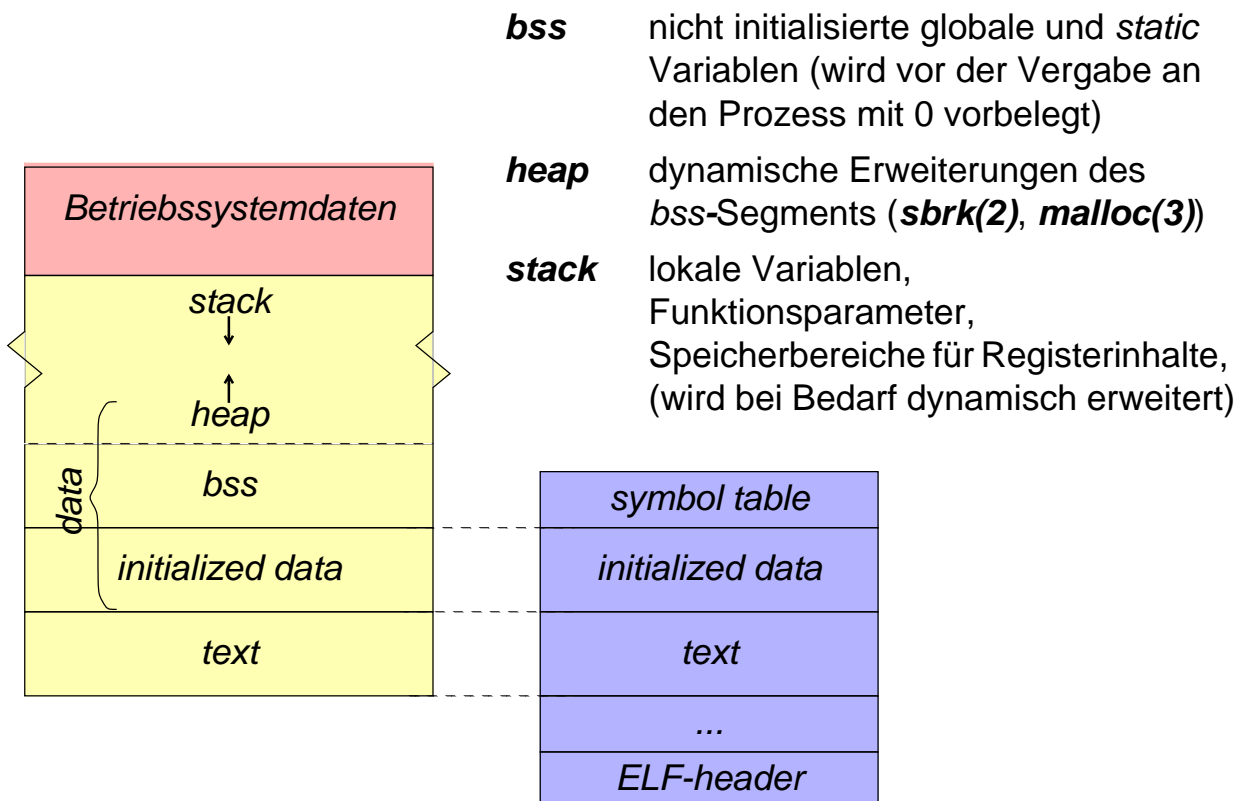 bss nicht initialisierte globale und static
Variablen (wird vor der Vergabe an
den Prozess mit 0 vorbelegt)
heap dynamische Erweiterungen des
bss-Segments (sbrk(2), malloc(3))
stack lokale Variablen,
Funktionsparameter,
Speicherbereiche für Registerinhalte,
(wird bei Bedarf dynamisch erweitert)
Betriebssystemdaten
stack
heap
data
bss
initialized data
text
symbol table
initialized data
text
...
ELF-header